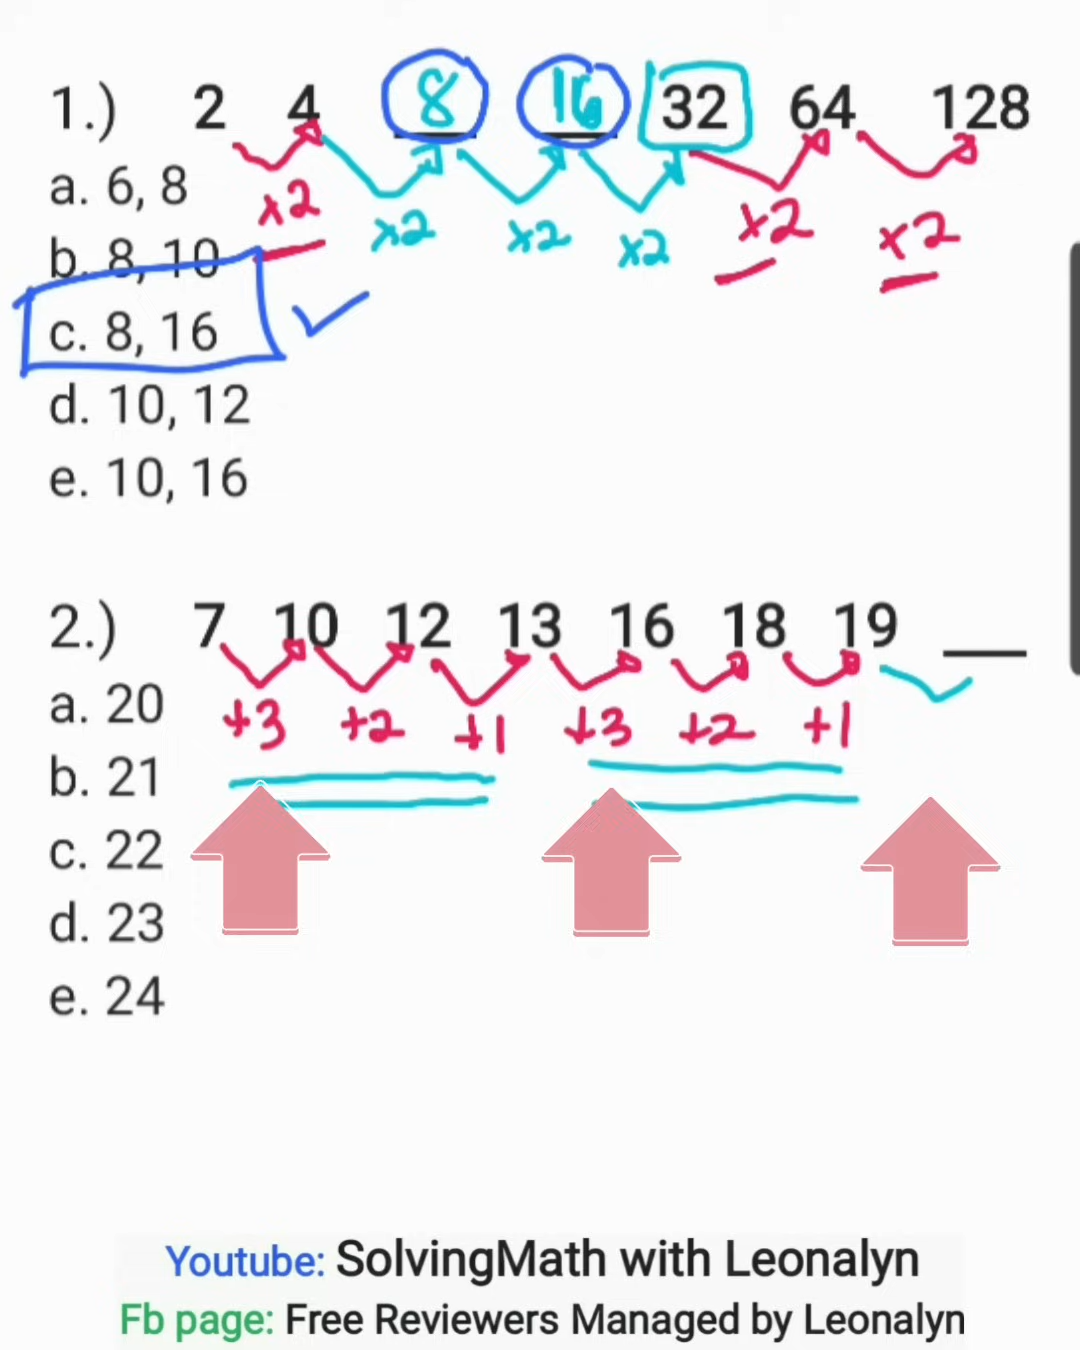 1.) 2 4 8 16 32 64 128
x2 x2 x2 x2 x2 x2
a. 6, 8
b. 8, 10
c. 8, 16
d. 10, 12
e. 10, 16
2.) 7 10 12 13 16 18 19 ___
+3 +2 +1 +3 +2 +1
a. 20
b. 21
c. 22
d. 23
e. 24
Youtube: SolvingMath with Leonalyn
Fb page: Free Reviewers Managed by Leonalyn